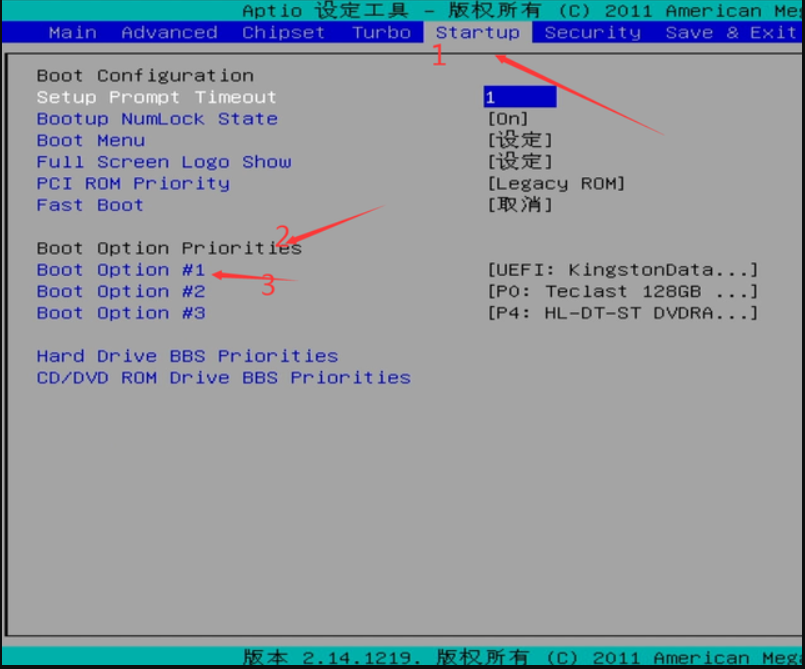 Aptio 设定工具 - 版权所有 (C) 2011 American Meg
Main Advanced Chipset Turbo Startup Security Save & Exit
1
Boot Configuration
Setup Prompt Timeout 1
Bootup NumLock State [On]
Boot Menu [设定]
Full Screen Logo Show [设定]
PCI ROM Priority [Legacy ROM]
Fast Boot [取消]
2
Boot Option Priorities
Boot Option #1 [UEFI: KingstonData...]
3
Boot Option #2 [P0: Teclast 128GB ...]
Boot Option #3 [P4: HL-DT-ST DVDRA...]
Hard Drive BBS Priorities
CD/DVD ROM Drive BBS Priorities
版本 2.14.1219. 版权所有 (C) 2011 American Meg